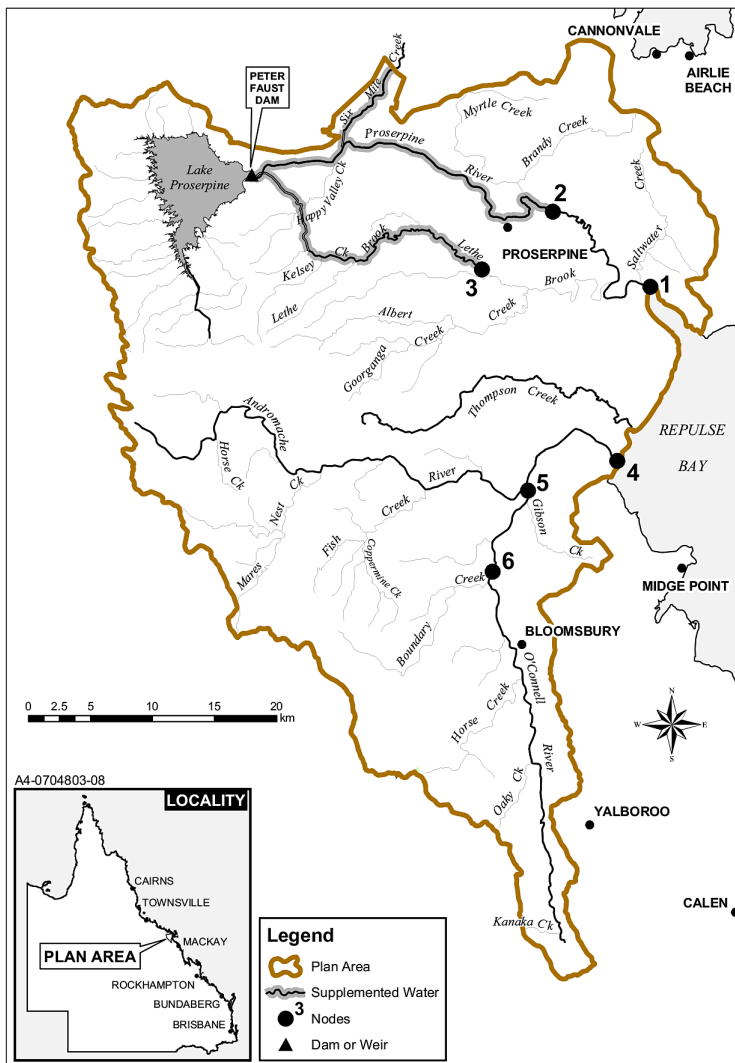 CANNONVALE
AIRLIE
BEACH
PETER
FAUST
DAM
Six Mile Creek
Myrtle Creek
Brandy Creek
Proserpine River
Creek
Saltwater
Lake
Proserpine
Happy Valley Ck
2
PROSERPINE
Kelsey Ck
Brook
Lethe
3
1
Lethe Brook
Albert
Creek
Goorganga Creek
Thompson Creek
REPULSE
BAY
Andromache River
Horse Ck
4
5
Nest
Mares
Ck
Fish Creek
Coppermine Ck
Gibson
Ck
6
Creek
Boundary
MIDGE POINT
BLOOMSBURY
O'Connell River
Horse Creek
Oaky Ck
0 2.5 5 10 15 20
km
N
W E
S
YALBOROO
CALEN
Kanaka Ck
A4-0704803-08
LOCALITY
CAIRNS
TOWNSVILLE
MACKAY
PLAN AREA
ROCKHAMPTON
BUNDABERG
BRISBANE
Legend
Plan Area
Supplemented Water
3 Nodes
Dam or Weir